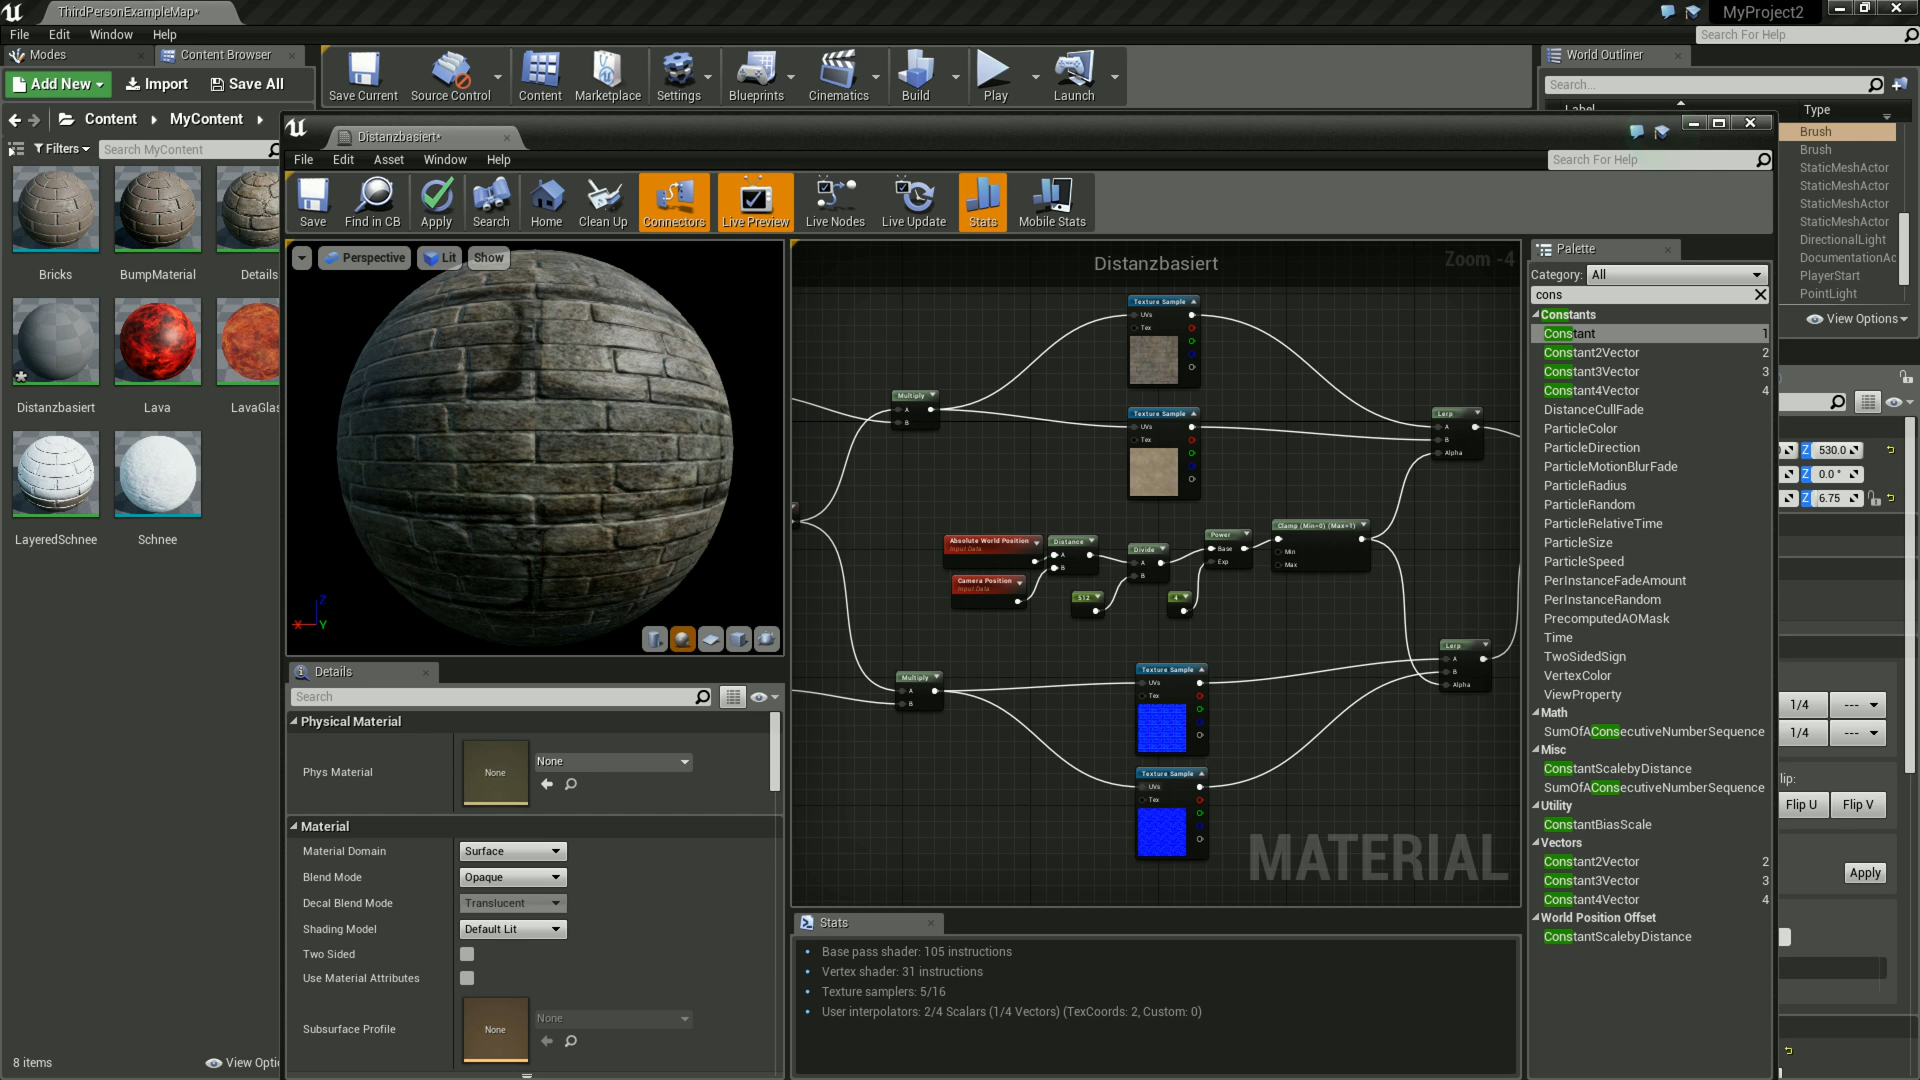 ThirdPersonExampleMap*
MyProject2
File Edit Window Help
Search For Help
Modes
Content Browser
Add New
Import
Save All
Save Current
Source Control
Content
Marketplace
Settings
Blueprints
Cinematics
Build
Play
Launch
World Outliner
Search...
Label
Type
Content
MyContent
Filters
Search MyContent
Bricks
BumpMaterial
Details
Distanzbasiert
Lava
LavaGlas
LayeredSchnee
Schnee
8 items
View Opti
Distanzbasiert*
File Edit Asset Window Help
Search For Help
Save
Find in CB
Apply
Search
Home
Clean Up
Connectors
Live Preview
Live Nodes
Live Update
Stats
Mobile Stats
Perspective
Lit
Show
Z
X
Y
Details
Search
Physical Material
Phys Material
None
None
Material
Material Domain
Surface
Blend Mode
Opaque
Decal Blend Mode
Translucent
Shading Model
Default Lit
Two Sided
Use Material Attributes
Subsurface Profile
None
None
Distanzbasiert
Zoom -4
Texture Sample
UVs
Tex
Texture Sample
UVs
Tex
Multiply
A
B
Lerp
A
B
Alpha
Absolute World Position
Input Data
Camera Position
Input Data
Distance
A
B
512
Divide
A
B
4
Power
Base
Exp
Clamp (Min=0) (Max=1)
Min
Max
Multiply
A
B
Texture Sample
UVs
Tex
Texture Sample
UVs
Tex
Lerp
A
B
Alpha
MATERIAL
Stats
Base pass shader: 105 instructions
Vertex shader: 31 instructions
Texture samplers: 5/16
User interpolators: 2/4 Scalars (1/4 Vectors) (TexCoords: 2, Custom: 0)
Palette
Category: All
cons
Constants
Constant 1
Constant2Vector 2
Constant3Vector 3
Constant4Vector 4
DistanceCullFade
ParticleColor
ParticleDirection
ParticleMotionBlurFade
ParticleRadius
ParticleRandom
ParticleRelativeTime
ParticleSize
ParticleSpeed
PerInstanceFadeAmount
PerInstanceRandom
PrecomputedAOMask
Time
TwoSidedSign
VertexColor
ViewProperty
Math
SumOfAConsecutiveNumberSequence
Misc
ConstantScalebyDistance
SumOfAConsecutiveNumberSequence
Utility
ConstantBiasScale
Vectors
Constant2Vector 2
Constant3Vector 3
Constant4Vector 4
World Position Offset
ConstantScalebyDistance
Brush
Brush
StaticMeshActor
StaticMeshActor
StaticMeshActor
StaticMeshActor
DirectionalLight
DocumentationAc
PlayerStart
PointLight
View Options
Z 530.0
Z 0.0 °
Z 6.75
1/4 ---
1/4 ---
lip:
Flip U
Flip V
Apply